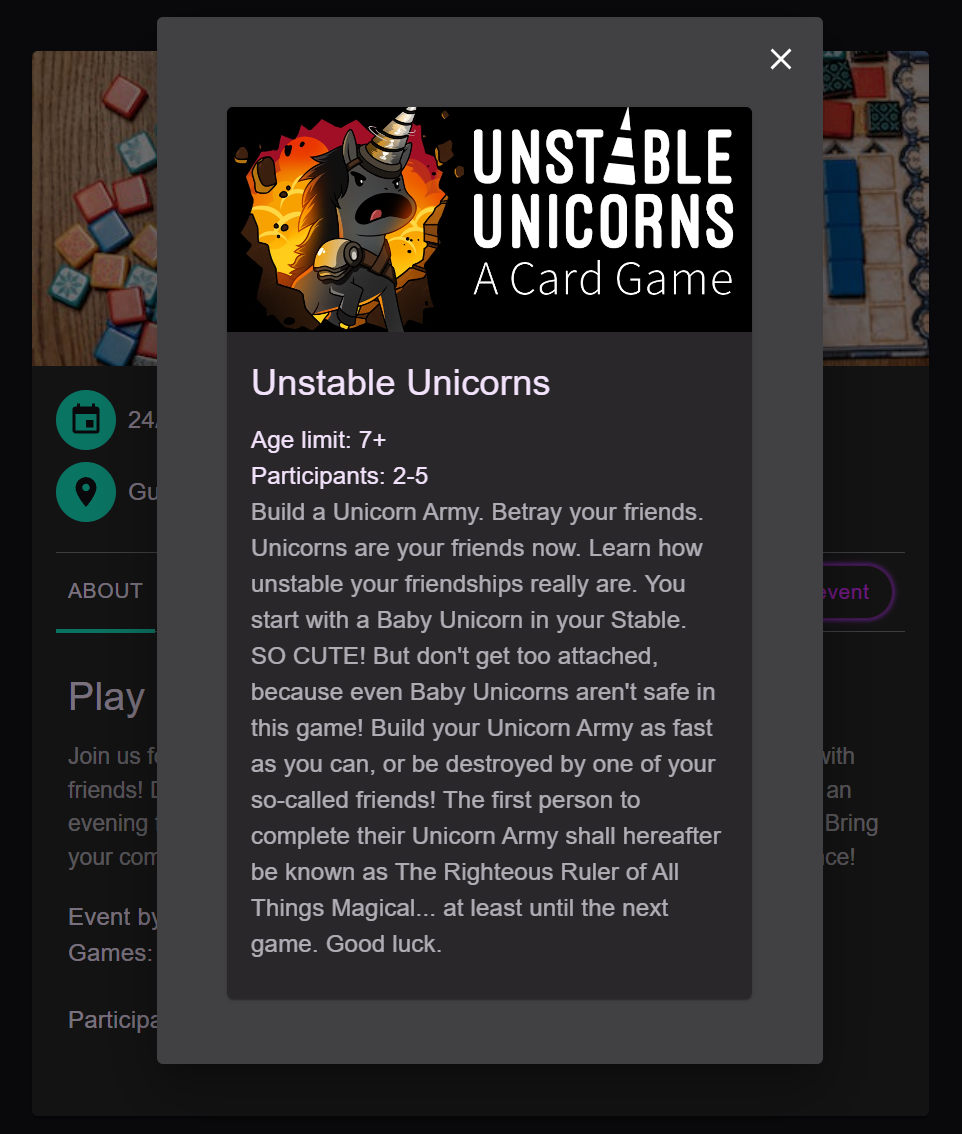 UNSTABLE
UNICORNS
A Card Game
Unstable Unicorns
Age limit: 7+
Participants: 2-5
Build a Unicorn Army. Betray your friends.
Unicorns are your friends now. Learn how
unstable your friendships really are. You
start with a Baby Unicorn in your Stable.
SO CUTE! But don't get too attached,
because even Baby Unicorns aren't safe in
this game! Build your Unicorn Army as fast
as you can, or be destroyed by one of your
so-called friends! The first person to
complete their Unicorn Army shall hereafter
be known as The Righteous Ruler of All
Things Magical... at least until the next
game. Good luck.
24
ABOUT
event
Play
Join us
with
friends!
an
evening
Bring
your
Event by
Games: